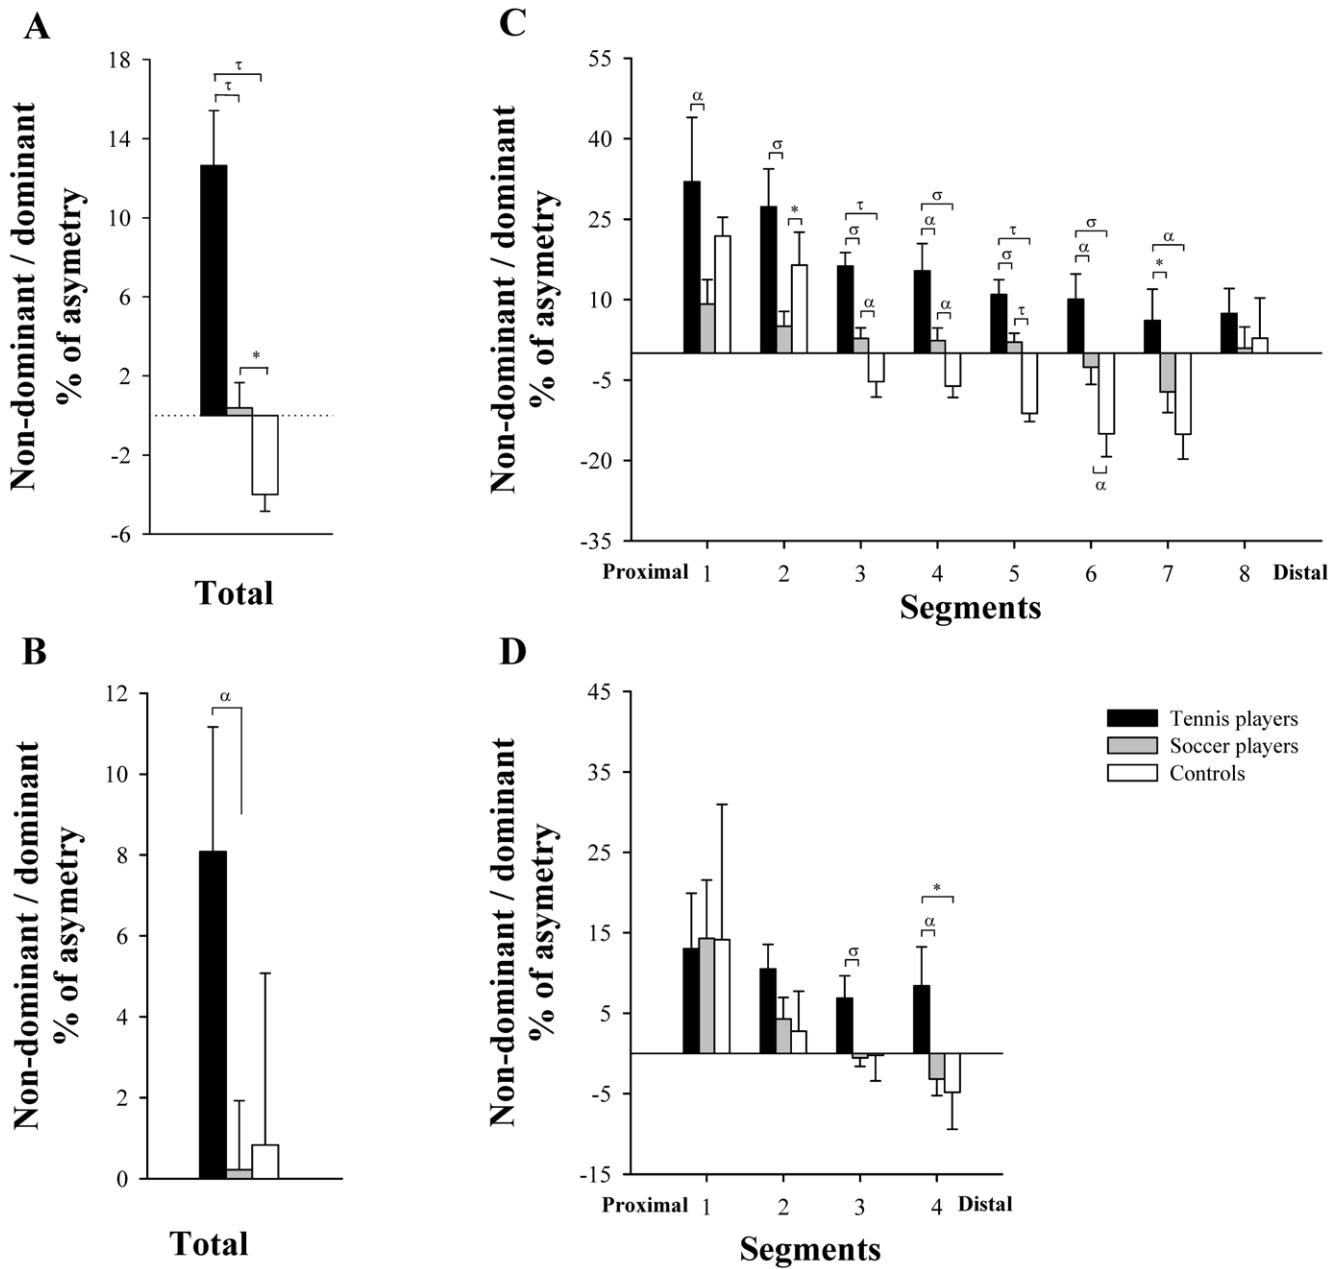 A
Non-dominant / dominant
% of asymetry
18
14
10
6
2
-2
-6
τ
τ
*
Total
C
Non-dominant / dominant
% of asymetry
55
40
25
10
-5
-20
-35
α
σ
*
τ
σ
α
σ
α
α
τ
σ
τ
σ
α
α
α
*
Proximal 1 2 3 4 5 6 7 8 Distal
Segments
B
Non-dominant / dominant
% of asymetry
12
10
8
6
4
2
0
α
Total
D
Non-dominant / dominant
% of asymetry
45
35
25
15
5
-5
-15
σ
*
α
Proximal 1 2 3 4 Distal
Segments
Tennis players
Soccer players
Controls